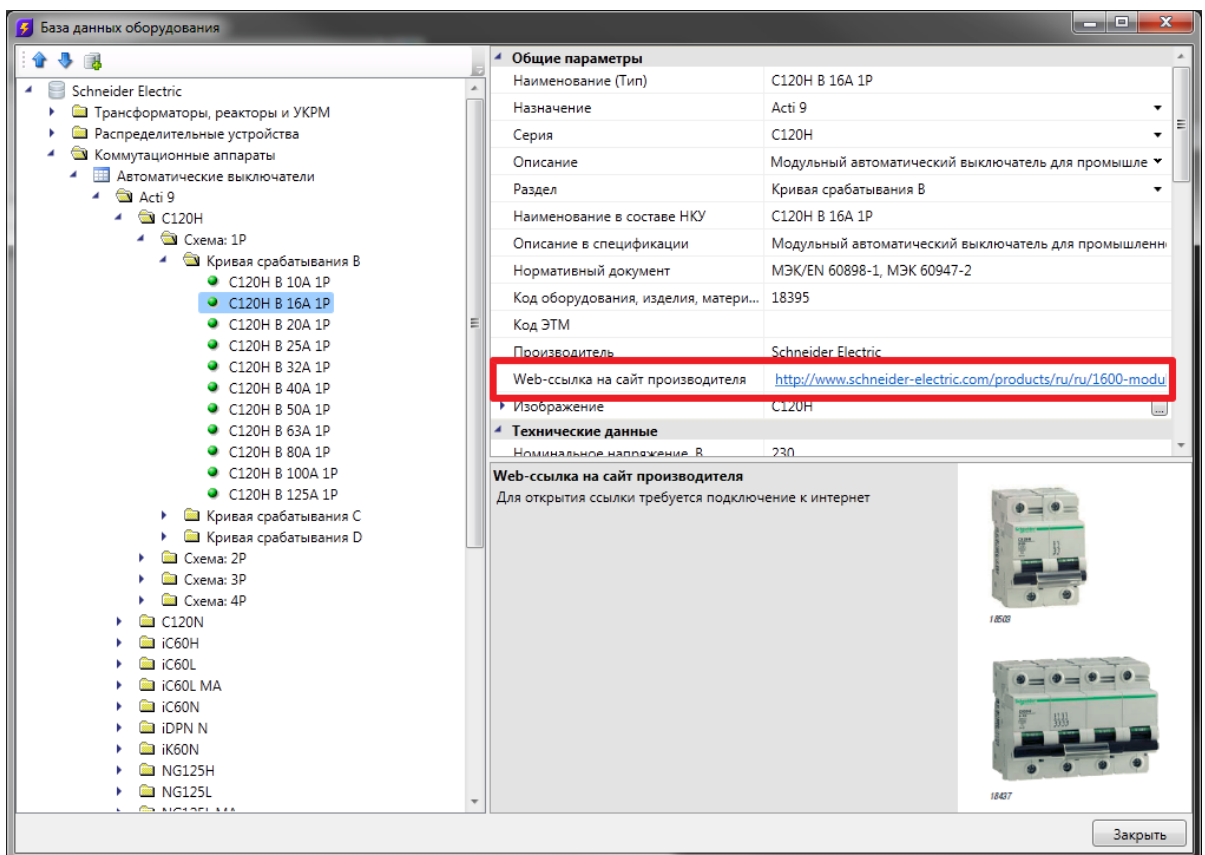 База данных оборудования
Schneider Electric
Трансформаторы, реакторы и УКРМ
Распределительные устройства
Коммутационные аппараты
Автоматические выключатели
Acti 9
C120H
Схема: 1P
Кривая срабатывания B
C120H B 10A 1P
C120H B 16A 1P
C120H B 20A 1P
C120H B 25A 1P
C120H B 32A 1P
C120H B 40A 1P
C120H B 50A 1P
C120H B 63A 1P
C120H B 80A 1P
C120H B 100A 1P
C120H B 125A 1P
Кривая срабатывания C
Кривая срабатывания D
Схема: 2P
Схема: 3P
Схема: 4P
C120N
iC60H
iC60L
iC60L MA
iC60N
iDPN N
iK60N
NG125H
NG125L
NG125L MA
Общие параметры
Наименование (Тип) C120H B 16A 1P
Назначение Acti 9
Серия C120H
Описание Модульный автоматический выключатель для промышле
Раздел Кривая срабатывания B
Наименование в составе НКУ C120H B 16A 1P
Описание в спецификации Модульный автоматический выключатель для промышленн
Нормативный документ МЭК/EN 60898-1, МЭК 60947-2
Код оборудования, изделия, матери... 18395
Код ЭТМ
Производитель Schneider Electric
Web-ссылка на сайт производителя http://www.schneider-electric.com/products/ru/ru/1600-modu
Изображение C120H ...
Технические данные
Номинальное напряжение, В 230
Web-ссылка на сайт производителя
Для открытия ссылки требуется подключение к интернет
18503
18437
Закрыть